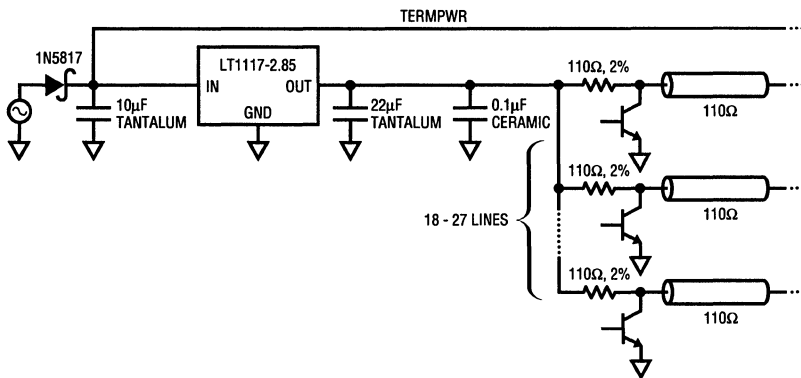 TERMPWR
1N5817
LT1117-2.85
IN
OUT
GND
10µF
TANTALUM
22µF
TANTALUM
0.1µF
CERAMIC
110Ω, 2%
110Ω
110Ω, 2%
110Ω
18 - 27 LINES
110Ω, 2%
110Ω